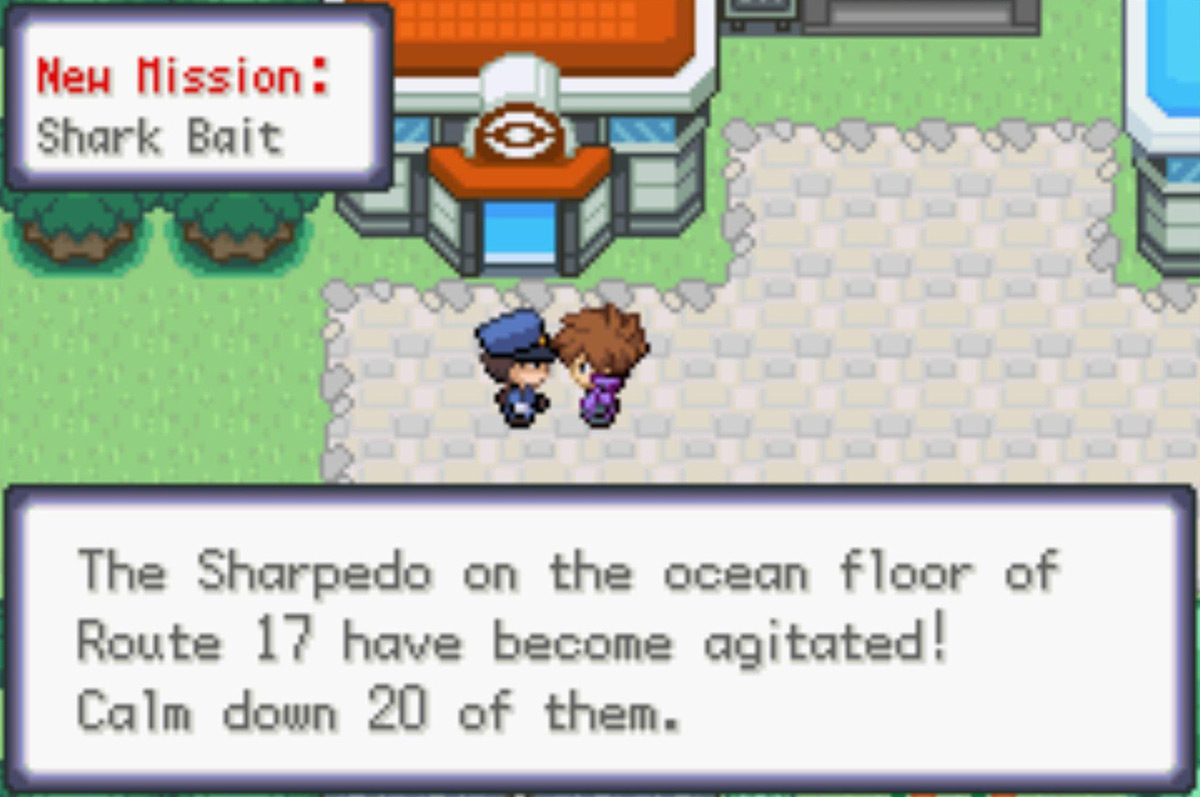 New Mission:
Shark Bait
The Sharpedo on the ocean floor of
Route 17 have become agitated!
Calm down 20 of them.